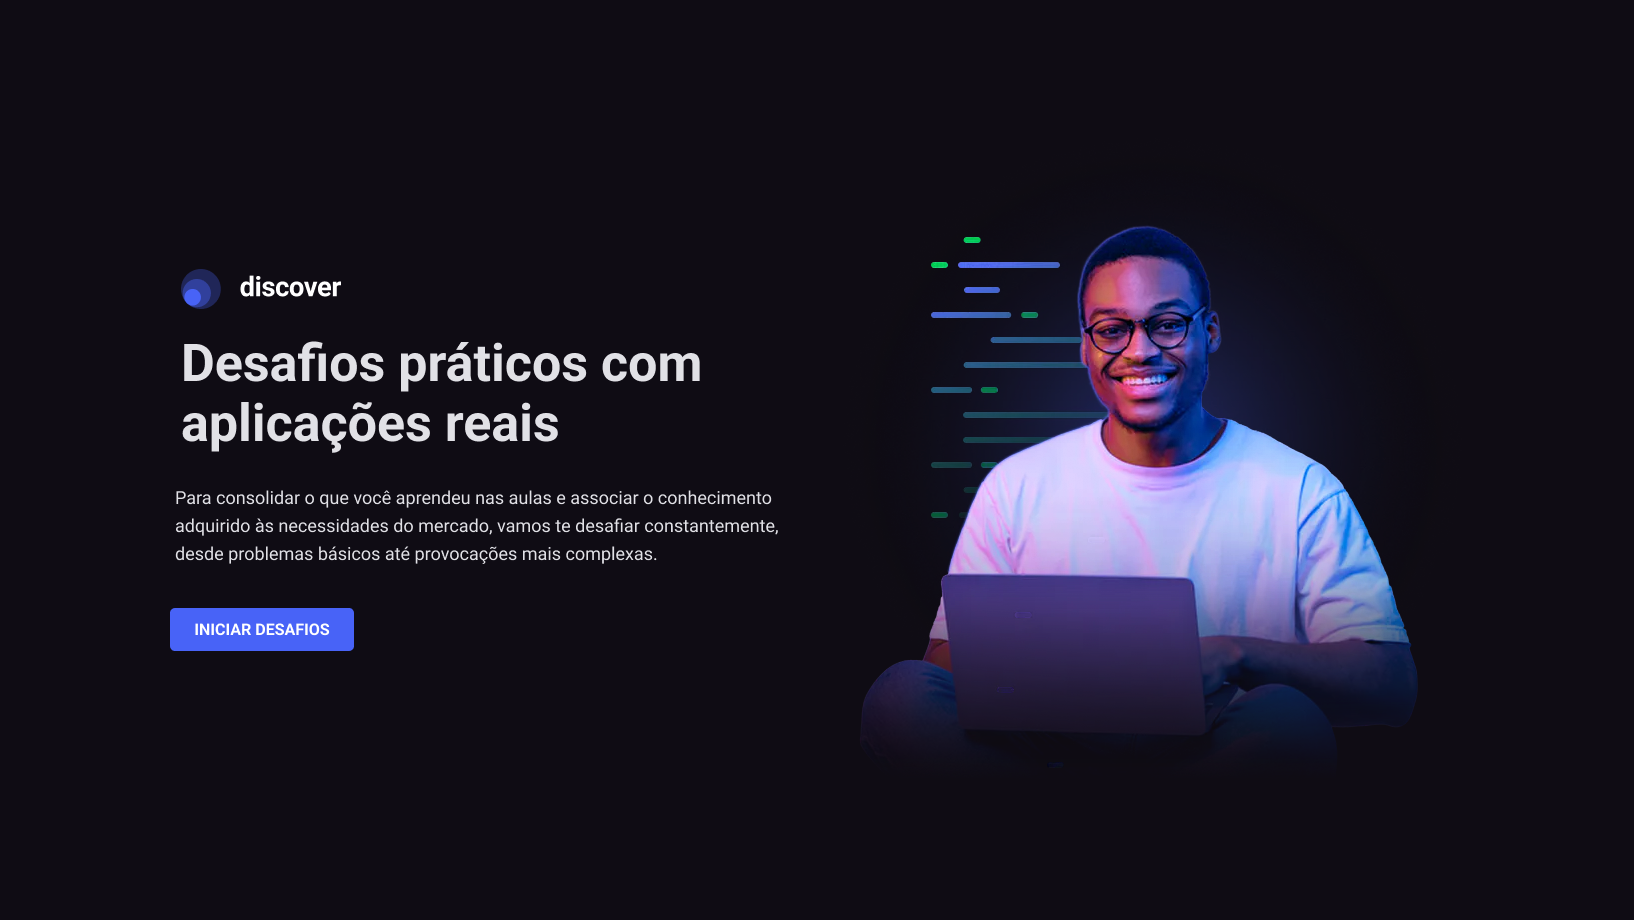 discover
Desafios práticos com
aplicações reais
Para consolidar o que você aprendeu nas aulas e associar o conhecimento
adquirido às necessidades do mercado, vamos te desafiar constantemente,
desde problemas básicos até provocações mais complexas.
INICIAR DESAFIOS